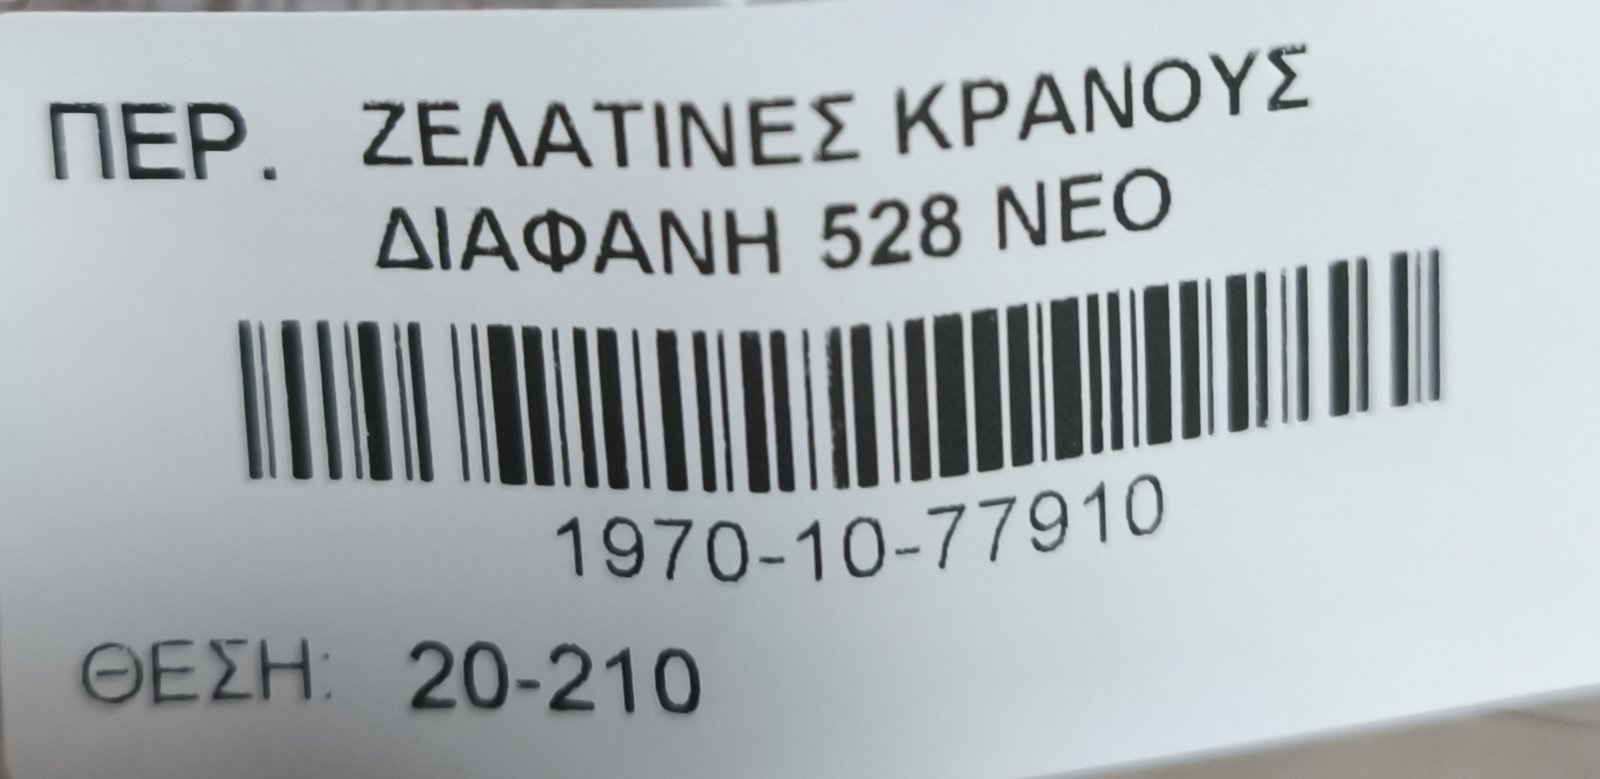 ΠΕΡ. ΖΕΛΑΤΙΝΕΣ ΚΡΑΝΟΥΣ
ΔΙΑΦΑΝΗ 528 ΝΕΟ
1970-10-77910
ΘΕΣΗ: 20-210